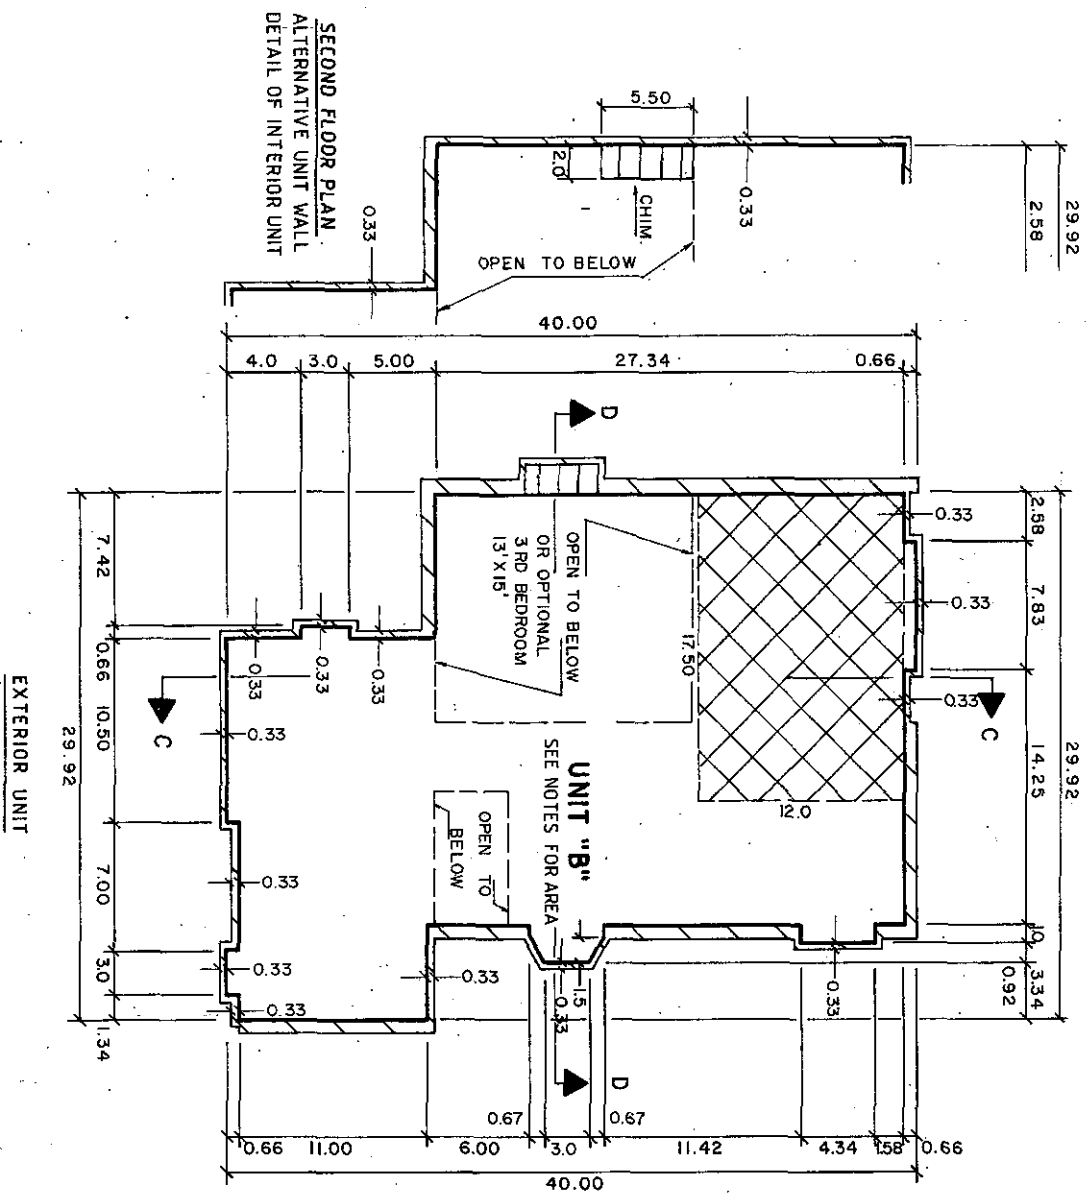 SECOND FLOOR PLAN
ALTERNATIVE UNIT WALL
DETAIL OF INTERIOR UNIT
5.50
2.0
CHIM
0.33
0.33
OPEN TO BELOW
29.92
2.58
40.00
4.0
3.0
5.00
27.34
0.66
D
OPEN TO BELOW
OR OPTIONAL
3RD BEDROOM
13'X15'
17.50
12.0
0.33
0.33
0.33
2.58
7.83
14.25
29.92
1.0
0.92
3.34
C
C
7.42
0.66
10.50
7.00
3.0
1.34
29.92
0.33
0.33
0.33
0.33
0.33
0.33
0.33
0.33
UNIT "B"
SEE NOTES FOR AREA
OPEN TO
BELOW
1.5
0.33
0.33
D
0.66
11.00
6.00
0.67
3.0
0.67
11.42
4.34
1.58
0.66
40.00
EXTERIOR UNIT